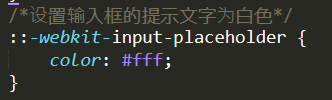 /*设置输入框的提示文字为白色*/
::-webkit-input-placeholder {
color: #fff;
}